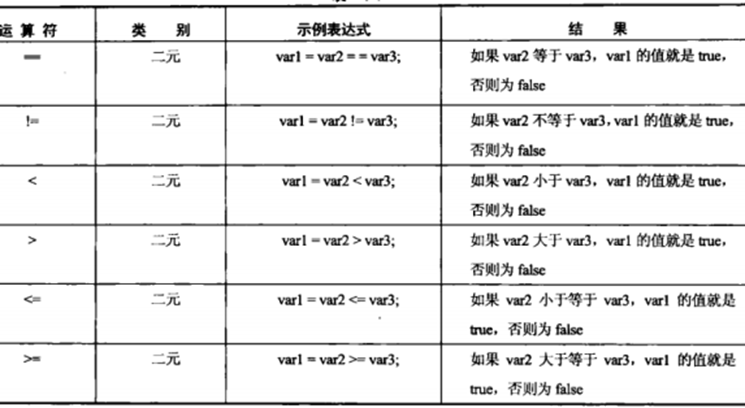 运 算 符 类 别 示例表达式 结 果
== 二元 var1 = var2 = = var3; 如果 var2 等于 var3，var1 的值就是 true，
否则为 false
!= 二元 var1 = var2 != var3; 如果 var2 不等于 var3，var1 的值就是 true，
否则为 false
< 二元 var1 = var2 < var3; 如果 var2 小于 var3，var1 的值就是 true，
否则为 false
> 二元 var1 = var2 > var3; 如果 var2 大于 var3，var1 的值就是 true，
否则为 false
<= 二元 var1 = var2 <= var3; 如果 var2 小于等于 var3，var1 的值就是
true，否则为 false
>= 二元 var1 = var2 >= var3; 如果 var2 大于等于 var3，var1 的值就是
true，否则为 false